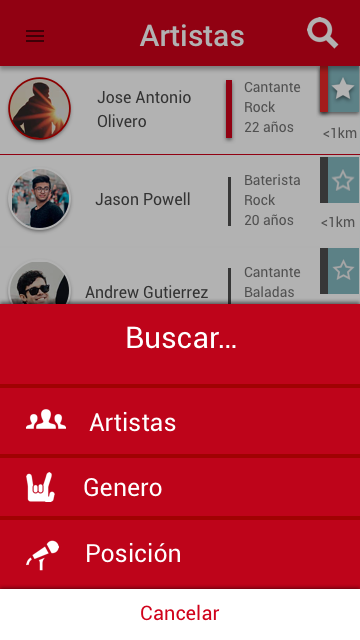 Artistas
Jose Antonio
Olivero
Cantante
Rock
22 años
<1km
Jason Powell
Baterista
Rock
20 años
<1km
Andrew Gutierrez
Cantante
Baladas
Buscar...
Artistas
Genero
Posición
Cancelar